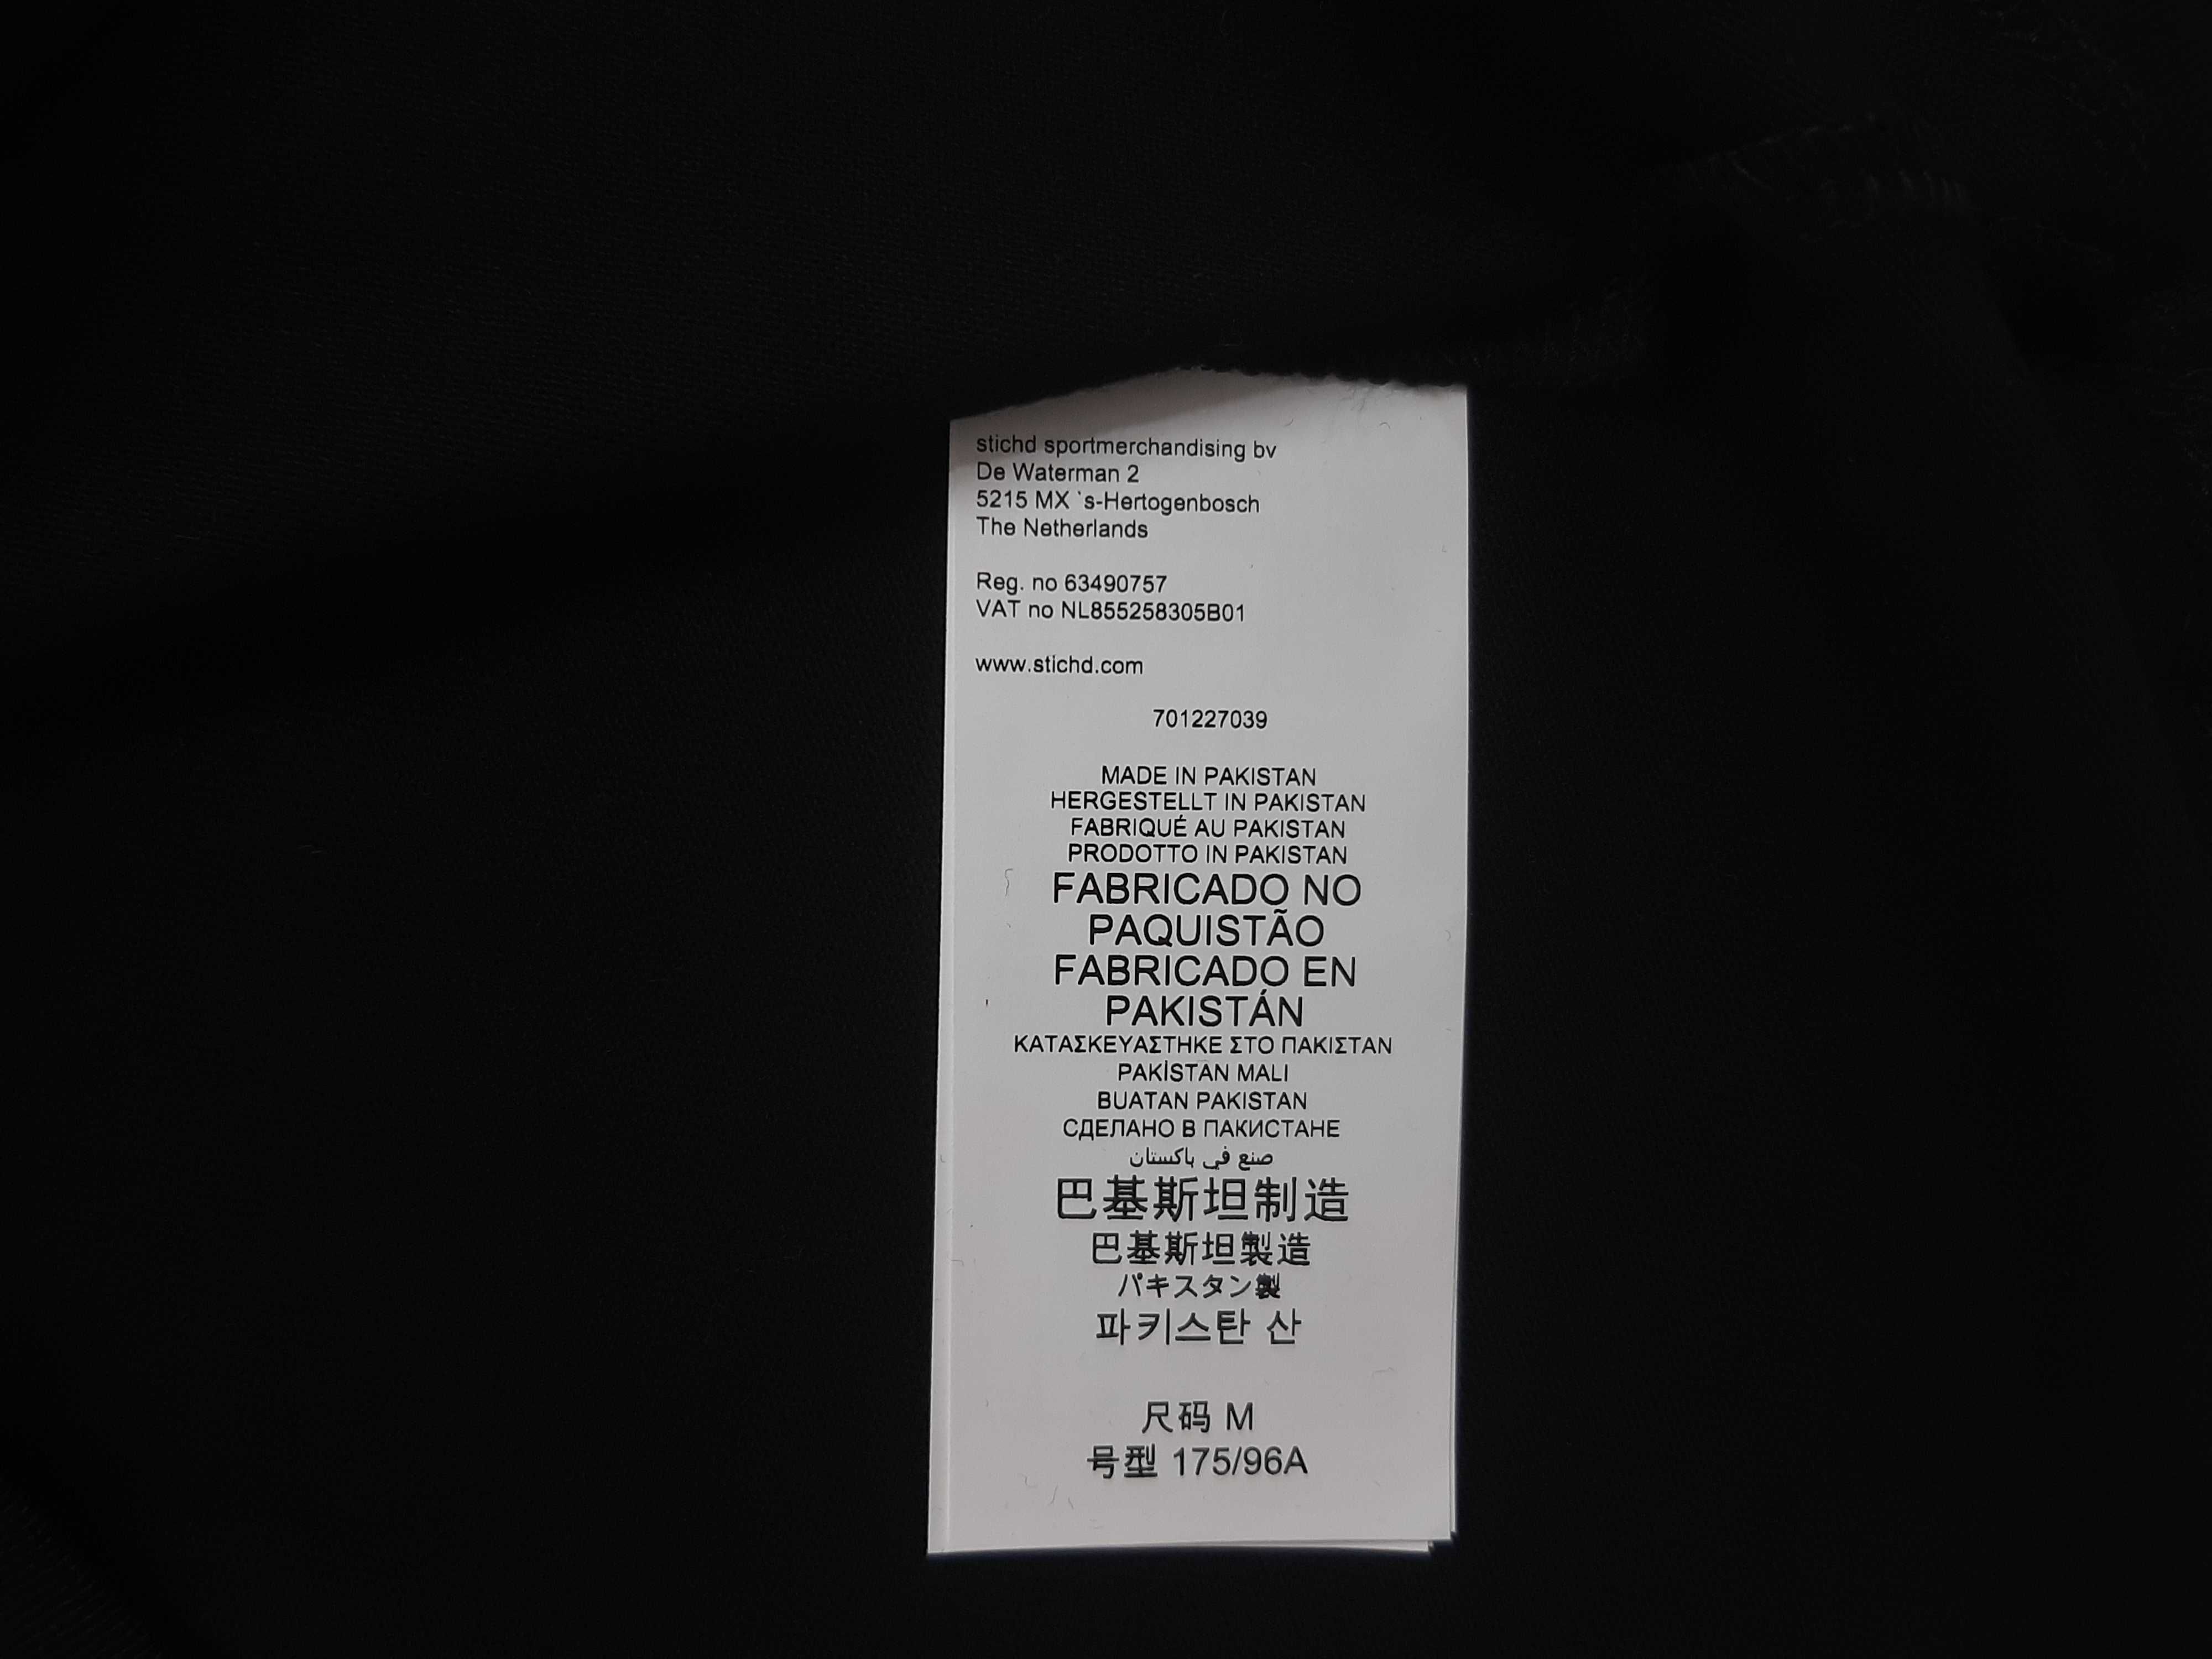 stichd sportmerchandising bv
De Waterman 2
5215 MX `s-Hertogenbosch
The Netherlands
Reg. no 63490757
VAT no NL855258305B01
www.stichd.com
701227039
MADE IN PAKISTAN
HERGESTELLT IN PAKISTAN
FABRIQUÉ AU PAKISTAN
PRODOTTO IN PAKISTAN
FABRICADO NO
PAQUISTÃO
FABRICADO EN
PAKISTÁN
ΚΑΤΑΣΚΕΥΑΣΤΗΚΕ ΣΤΟ ΠΑΚΙΣΤΑΝ
PAKİSTAN MALI
BUATAN PAKISTAN
СДЕЛАНО В ПАКИСТАНЕ
صنع في باكستان
巴基斯坦制造
巴基斯坦製造
パキスタン製
파키스탄 산
尺码 M
号型 175/96A